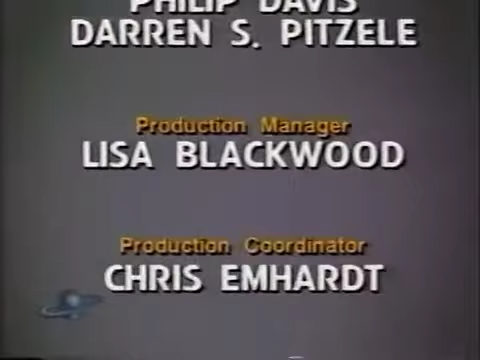 PHILIP DAVIS
DARREN S. PITZELE
Production Manager
LISA BLACKWOOD
Production Coordinator
CHRIS EMHARDT